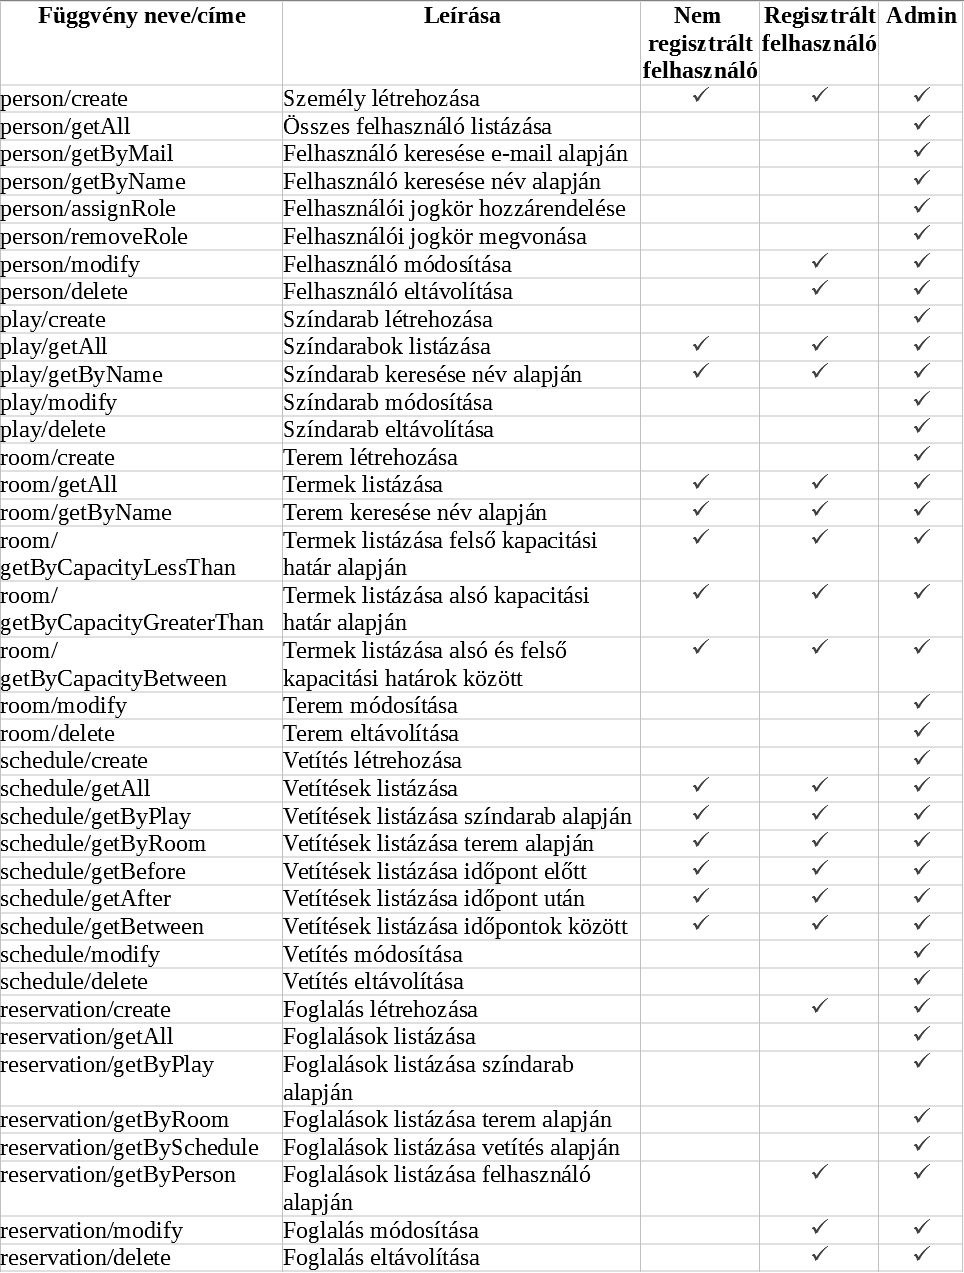 Függvény neve/címe Leírása Nem regisztrált felhasználó Regisztrált felhasználó Admin
person/create Személy létrehozása ✓ ✓ ✓
person/getAll Összes felhasználó listázása ✓
person/getByMail Felhasználó keresése e-mail alapján ✓
person/getByName Felhasználó keresése név alapján ✓
person/assignRole Felhasználói jogkör hozzárendelése ✓
person/removeRole Felhasználói jogkör megvonása ✓
person/modify Felhasználó módosítása ✓ ✓
person/delete Felhasználó eltávolítása ✓ ✓
play/create Színdarab létrehozása ✓
play/getAll Színdarabok listázása ✓ ✓ ✓
play/getByName Színdarab keresése név alapján ✓ ✓ ✓
play/modify Színdarab módosítása ✓
play/delete Színdarab eltávolítása ✓
room/create Terem létrehozása ✓
room/getAll Termek listázása ✓ ✓ ✓
room/getByName Terem keresése név alapján ✓ ✓ ✓
room/ Termek listázása felső kapacitási ✓ ✓ ✓
getByCapacityLessThan határ alapján
room/ Termek listázása alsó kapacitási ✓ ✓ ✓
getByCapacityGreaterThan határ alapján
room/ Termek listázása alsó és felső ✓ ✓ ✓
getByCapacityBetween kapacitási határok között
room/modify Terem módosítása ✓
room/delete Terem eltávolítása ✓
schedule/create Vetítés létrehozása ✓
schedule/getAll Vetítések listázása ✓ ✓ ✓
schedule/getByPlay Vetítések listázása színdarab alapján ✓ ✓ ✓
schedule/getByRoom Vetítések listázása terem alapján ✓ ✓ ✓
schedule/getBefore Vetítések listázása időpont előtt ✓ ✓ ✓
schedule/getAfter Vetítések listázása időpont után ✓ ✓ ✓
schedule/getBetween Vetítések listázása időpontok között ✓ ✓ ✓
schedule/modify Vetítés módosítása ✓
schedule/delete Vetítés eltávolítása ✓
reservation/create Foglalás létrehozása ✓ ✓
reservation/getAll Foglalások listázása ✓
reservation/getByPlay Foglalások listázása színdarab ✓
alapján
reservation/getByRoom Foglalások listázása terem alapján ✓
reservation/getBySchedule Foglalások listázása vetítés alapján ✓
reservation/getByPerson Foglalások listázása felhasználó ✓ ✓
alapján
reservation/modify Foglalás módosítása ✓ ✓
reservation/delete Foglalás eltávolítása ✓ ✓